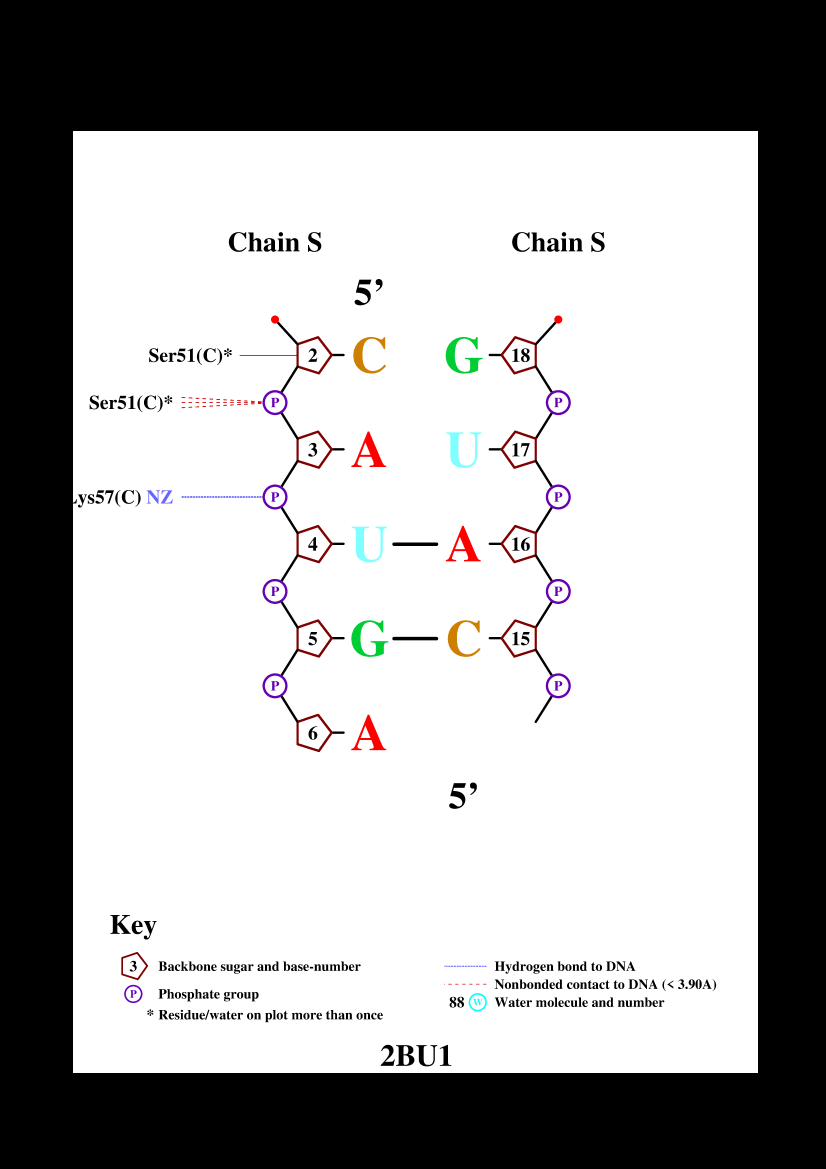 Chain S Chain S
5’
Ser51(C)* 2 C G 18
Ser51(C)* P P
3 A U 17
Lys57(C) NZ P P
4 U A 16
P P
5 G C 15
P P
6 A
5’
Key
3 Backbone sugar and base-number
P Phosphate group
* Residue/water on plot more than once
Hydrogen bond to DNA
Nonbonded contact to DNA (< 3.90A)
88 W Water molecule and number
2BU1